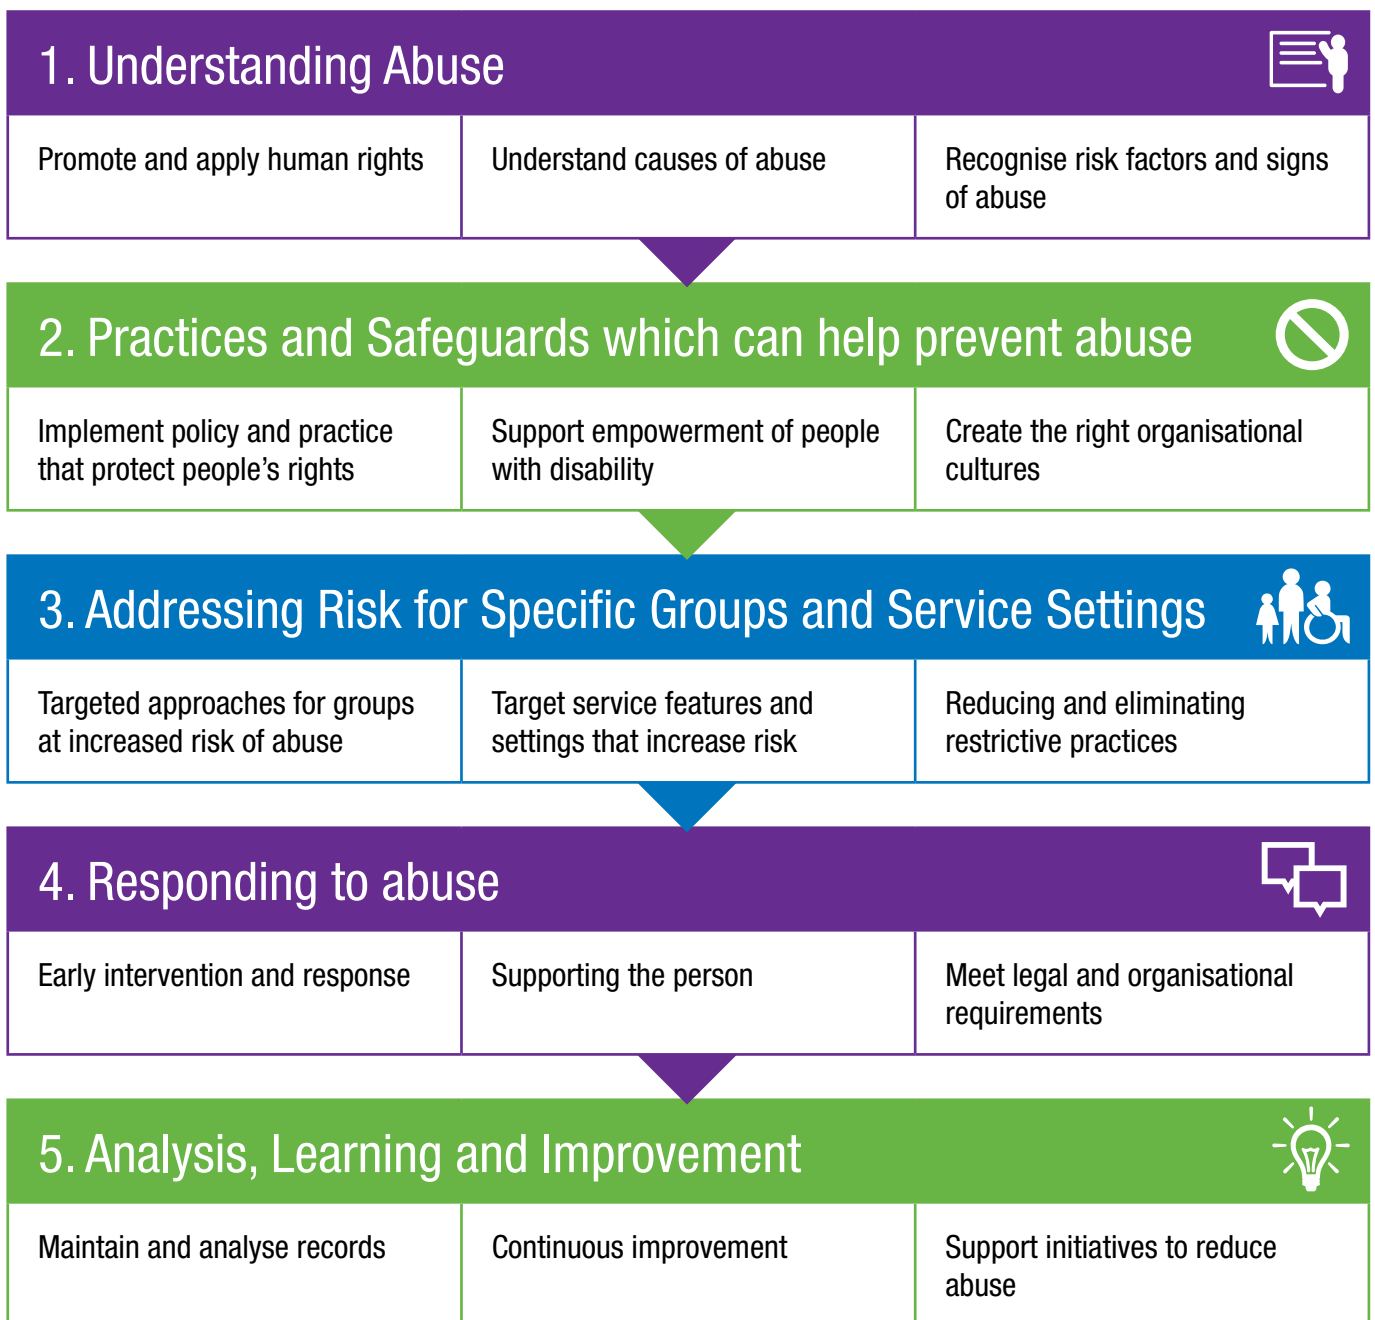 1. Understanding Abuse
Promote and apply human rights
Understand causes of abuse
Recognise risk factors and signs
of abuse
2. Practices and Safeguards which can help prevent abuse
Implement policy and practice
that protect people’s rights
Support empowerment of people
with disability
Create the right organisational
cultures
3. Addressing Risk for Specific Groups and Service Settings
Targeted approaches for groups
at increased risk of abuse
Target service features and
settings that increase risk
Reducing and eliminating
restrictive practices
4. Responding to abuse
Early intervention and response
Supporting the person
Meet legal and organisational
requirements
5. Analysis, Learning and Improvement
Maintain and analyse records
Continuous improvement
Support initiatives to reduce
abuse